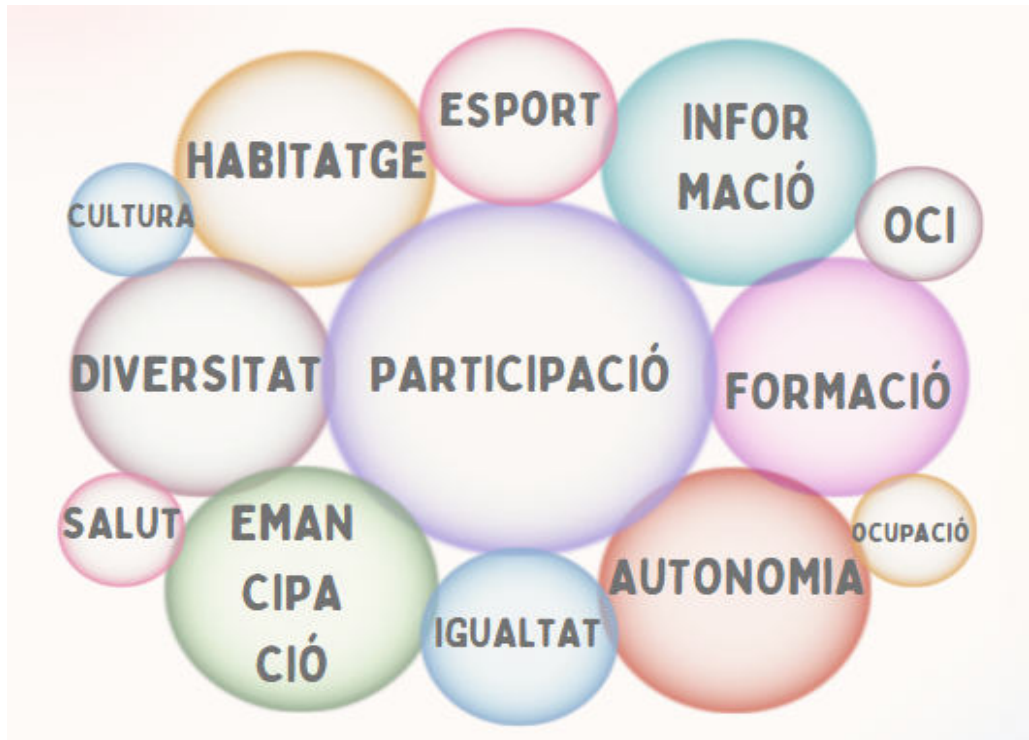 ESPORT
INFOR
MACIÓ
HABITATGE
CULTURA
OCI
DIVERSITAT
PARTICIPACIÓ
FORMACIÓ
SALUT
EMAN
CIPA
CIÓ
IGUALTAT
AUTONOMIA
OCUPACIÓ